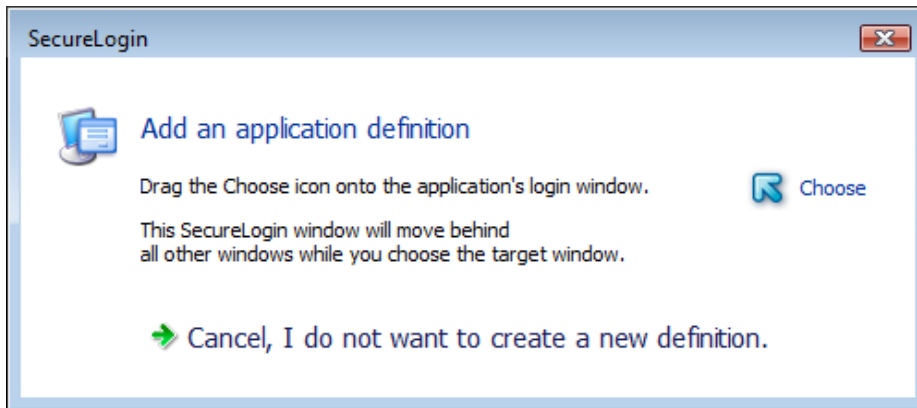 SecureLogin
Add an application definition
Drag the Choose icon onto the application's login window.
Choose
This SecureLogin window will move behind
all other windows while you choose the target window.
Cancel, I do not want to create a new definition.